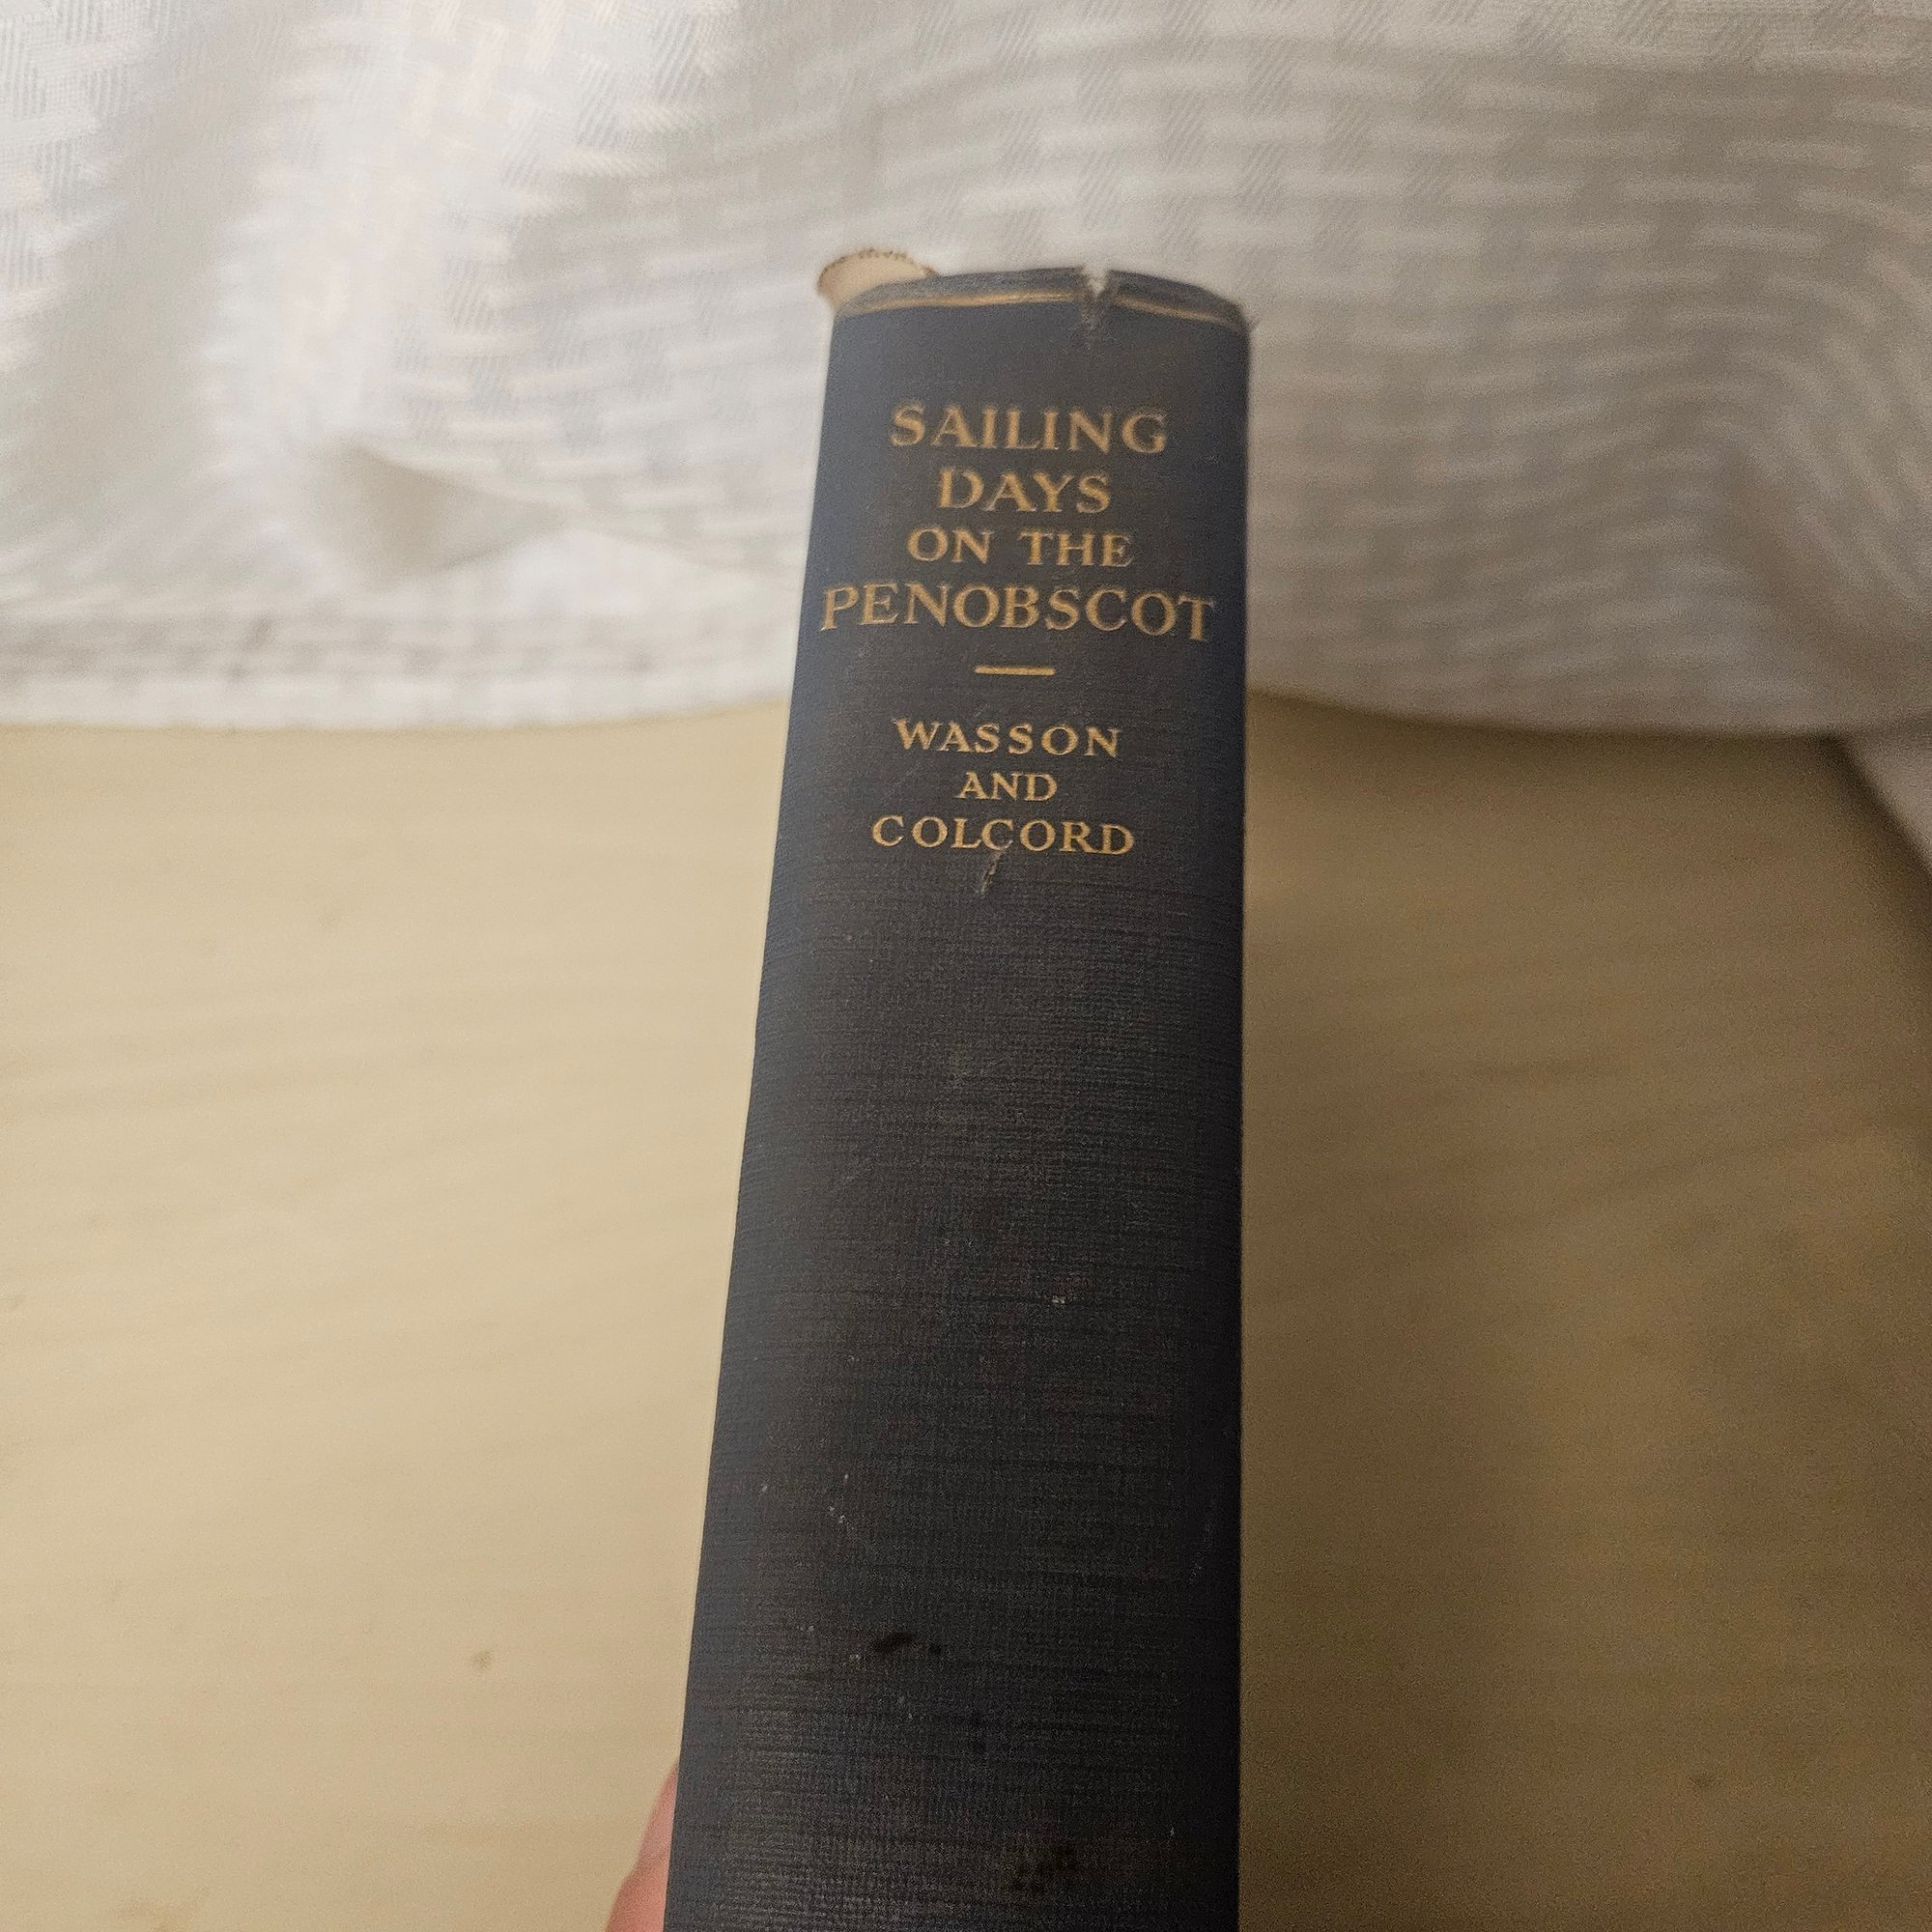 SAILING
DAYS
ON THE
PENOBSCOT
WASSON
AND
COLCORD